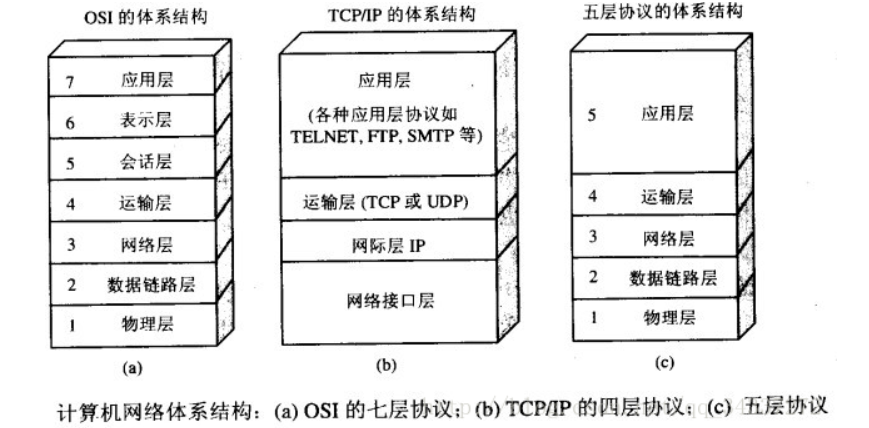 OSI 的体系结构
7 应用层
6 表示层
5 会话层
4 运输层
3 网络层
2 数据链路层
1 物理层
(a)
TCP/IP 的体系结构
应用层
(各种应用层协议如
TELNET, FTP, SMTP 等)
运输层 (TCP 或 UDP)
网际层 IP
网络接口层
(b)
五层协议的体系结构
5 应用层
4 运输层
3 网络层
2 数据链路层
1 物理层
(c)
计算机网络体系结构：(a) OSI 的七层协议；(b) TCP/IP 的四层协议；(c) 五层协议